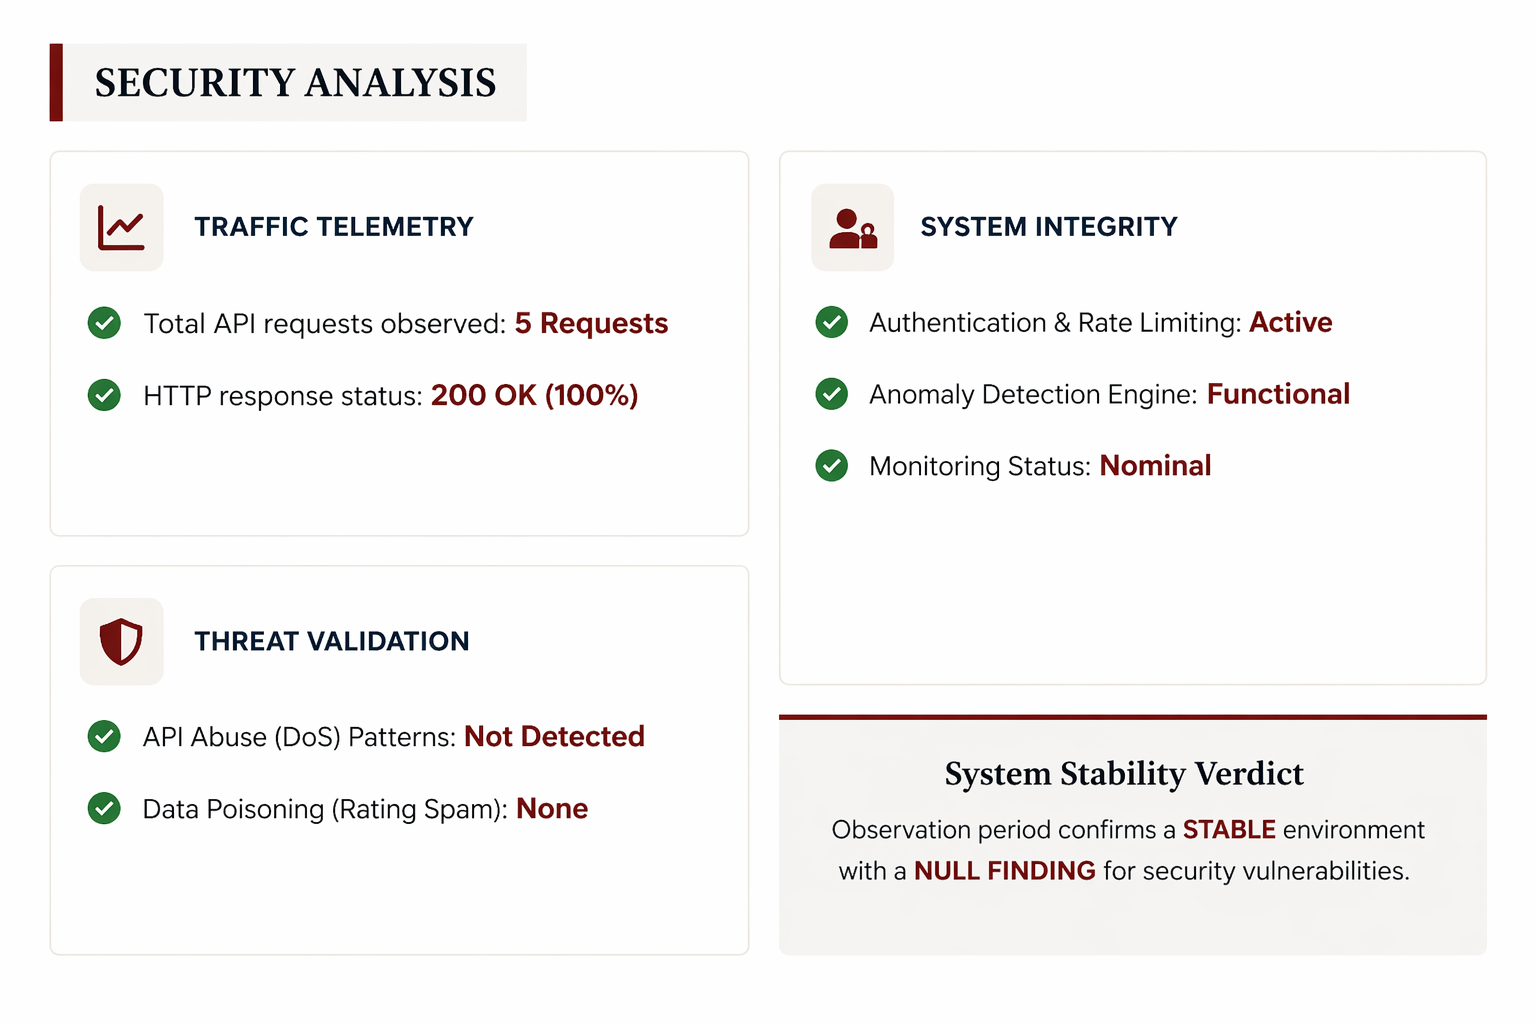 SECURITY ANALYSIS
TRAFFIC TELEMETRY
Total API requests observed: 5 Requests
HTTP response status: 200 OK (100%)
THREAT VALIDATION
API Abuse (DoS) Patterns: Not Detected
Data Poisoning (Rating Spam): None
SYSTEM INTEGRITY
Authentication & Rate Limiting: Active
Anomaly Detection Engine: Functional
Monitoring Status: Nominal
System Stability Verdict
Observation period confirms a STABLE environment
with a NULL FINDING for security vulnerabilities.